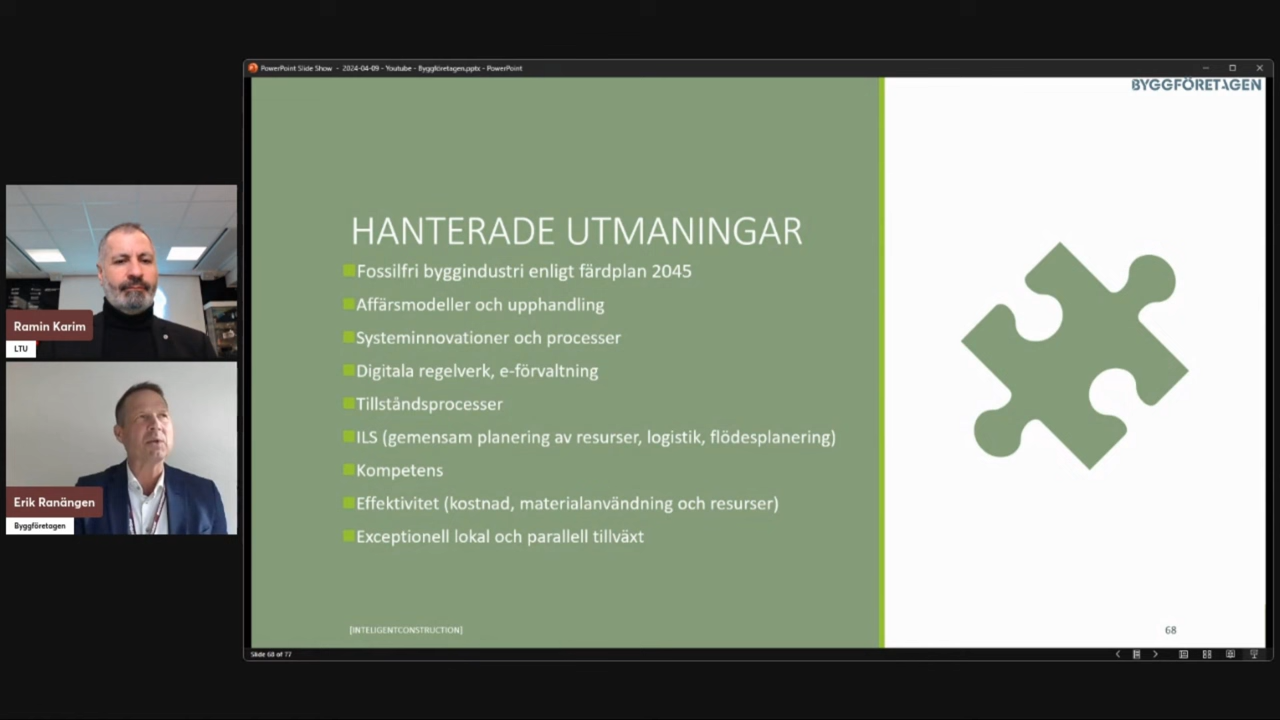 PowerPoint Slide Show - 2024-04-09 - Youtube - Byggföretagen.pptx - PowerPoint
BYGGFÖRETAGEN
HANTERADE UTMANINGAR
Fossilfri byggindustri enligt färdplan 2045
Affärsmodeller och upphandling
Systeminnovationer och processer
Digitala regelverk, e-förvaltning
Tillståndsprocesser
ILS (gemensam planering av resurser, logistik, flödesplanering)
Kompetens
Effektivitet (kostnad, materialanvändning och resurser)
Exceptionell lokal och parallell tillväxt
[INTELIGENTCONSTRUCTION]
68
Slide 68 of 77
Ramin Karim
LTU
Erik Ranängen
Byggföretagen